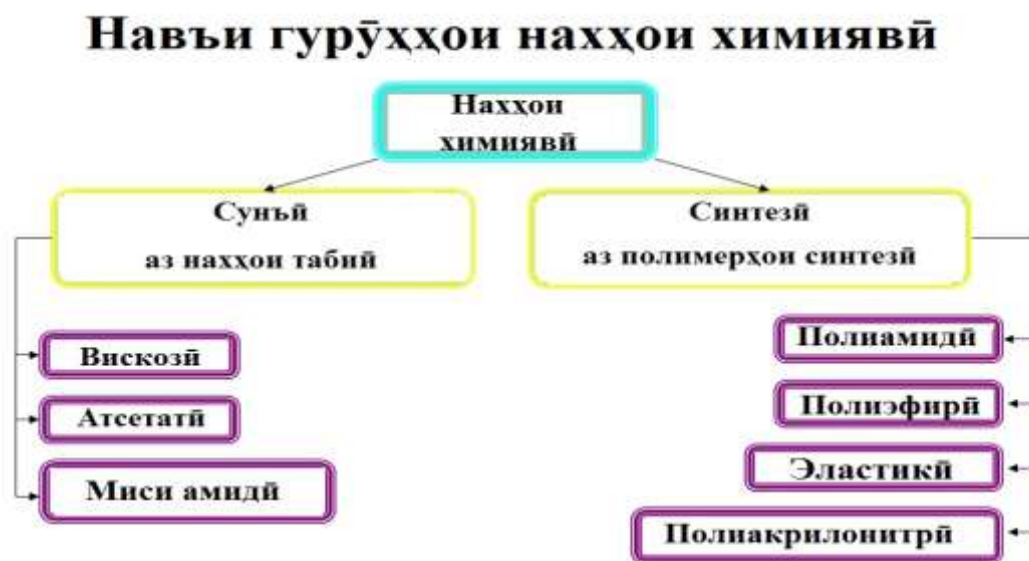 Навъи гурӯҳҳои наххои химиявӣ
Наххои
химиявӣ
Сунъӣ
аз наххои табиӣ
Синтезӣ
аз полимерҳои синтезӣ
Вискозӣ
Атсетатӣ
Миси амидӣ
Полиамидӣ
Полиэфирӣ
Эластикӣ
Полиакрилонитрӣ